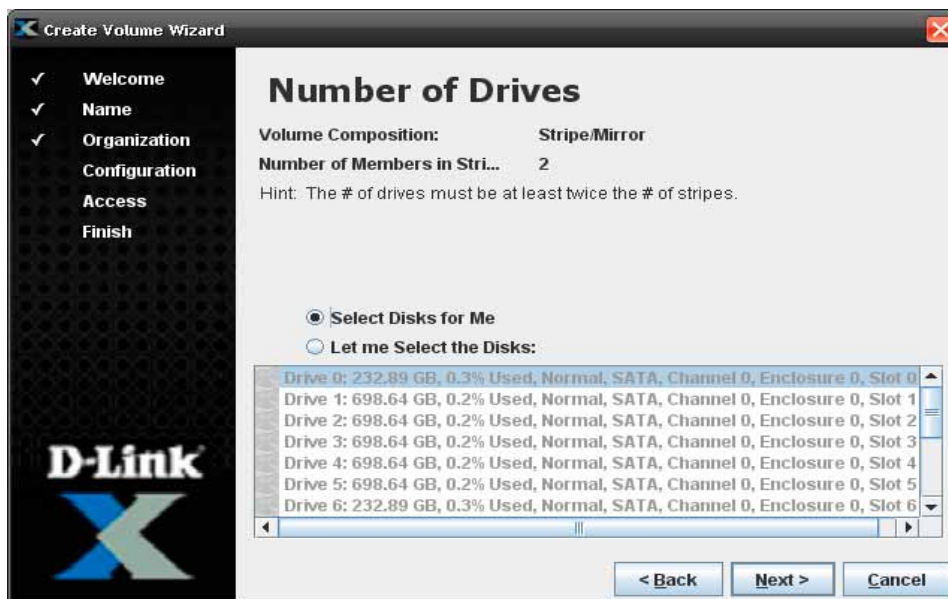 Create Volume Wizard
Welcome
Name
Organization
Configuration
Access
Finish
D-Link
Number of Drives
Volume Composition: Stripe/Mirror
Number of Members in Stri... 2
Hint: The # of drives must be at least twice the # of stripes.
Select Disks for Me
Let me Select the Disks:
Drive 0: 232.89 GB, 0.3% Used, Normal, SATA, Channel 0, Enclosure 0, Slot 0
Drive 1: 698.64 GB, 0.2% Used, Normal, SATA, Channel 0, Enclosure 0, Slot 1
Drive 2: 698.64 GB, 0.2% Used, Normal, SATA, Channel 0, Enclosure 0, Slot 2
Drive 3: 698.64 GB, 0.2% Used, Normal, SATA, Channel 0, Enclosure 0, Slot 3
Drive 4: 698.64 GB, 0.2% Used, Normal, SATA, Channel 0, Enclosure 0, Slot 4
Drive 5: 698.64 GB, 0.2% Used, Normal, SATA, Channel 0, Enclosure 0, Slot 5
Drive 6: 232.89 GB, 0.3% Used, Normal, SATA, Channel 0, Enclosure 0, Slot 6
< Back Next > Cancel